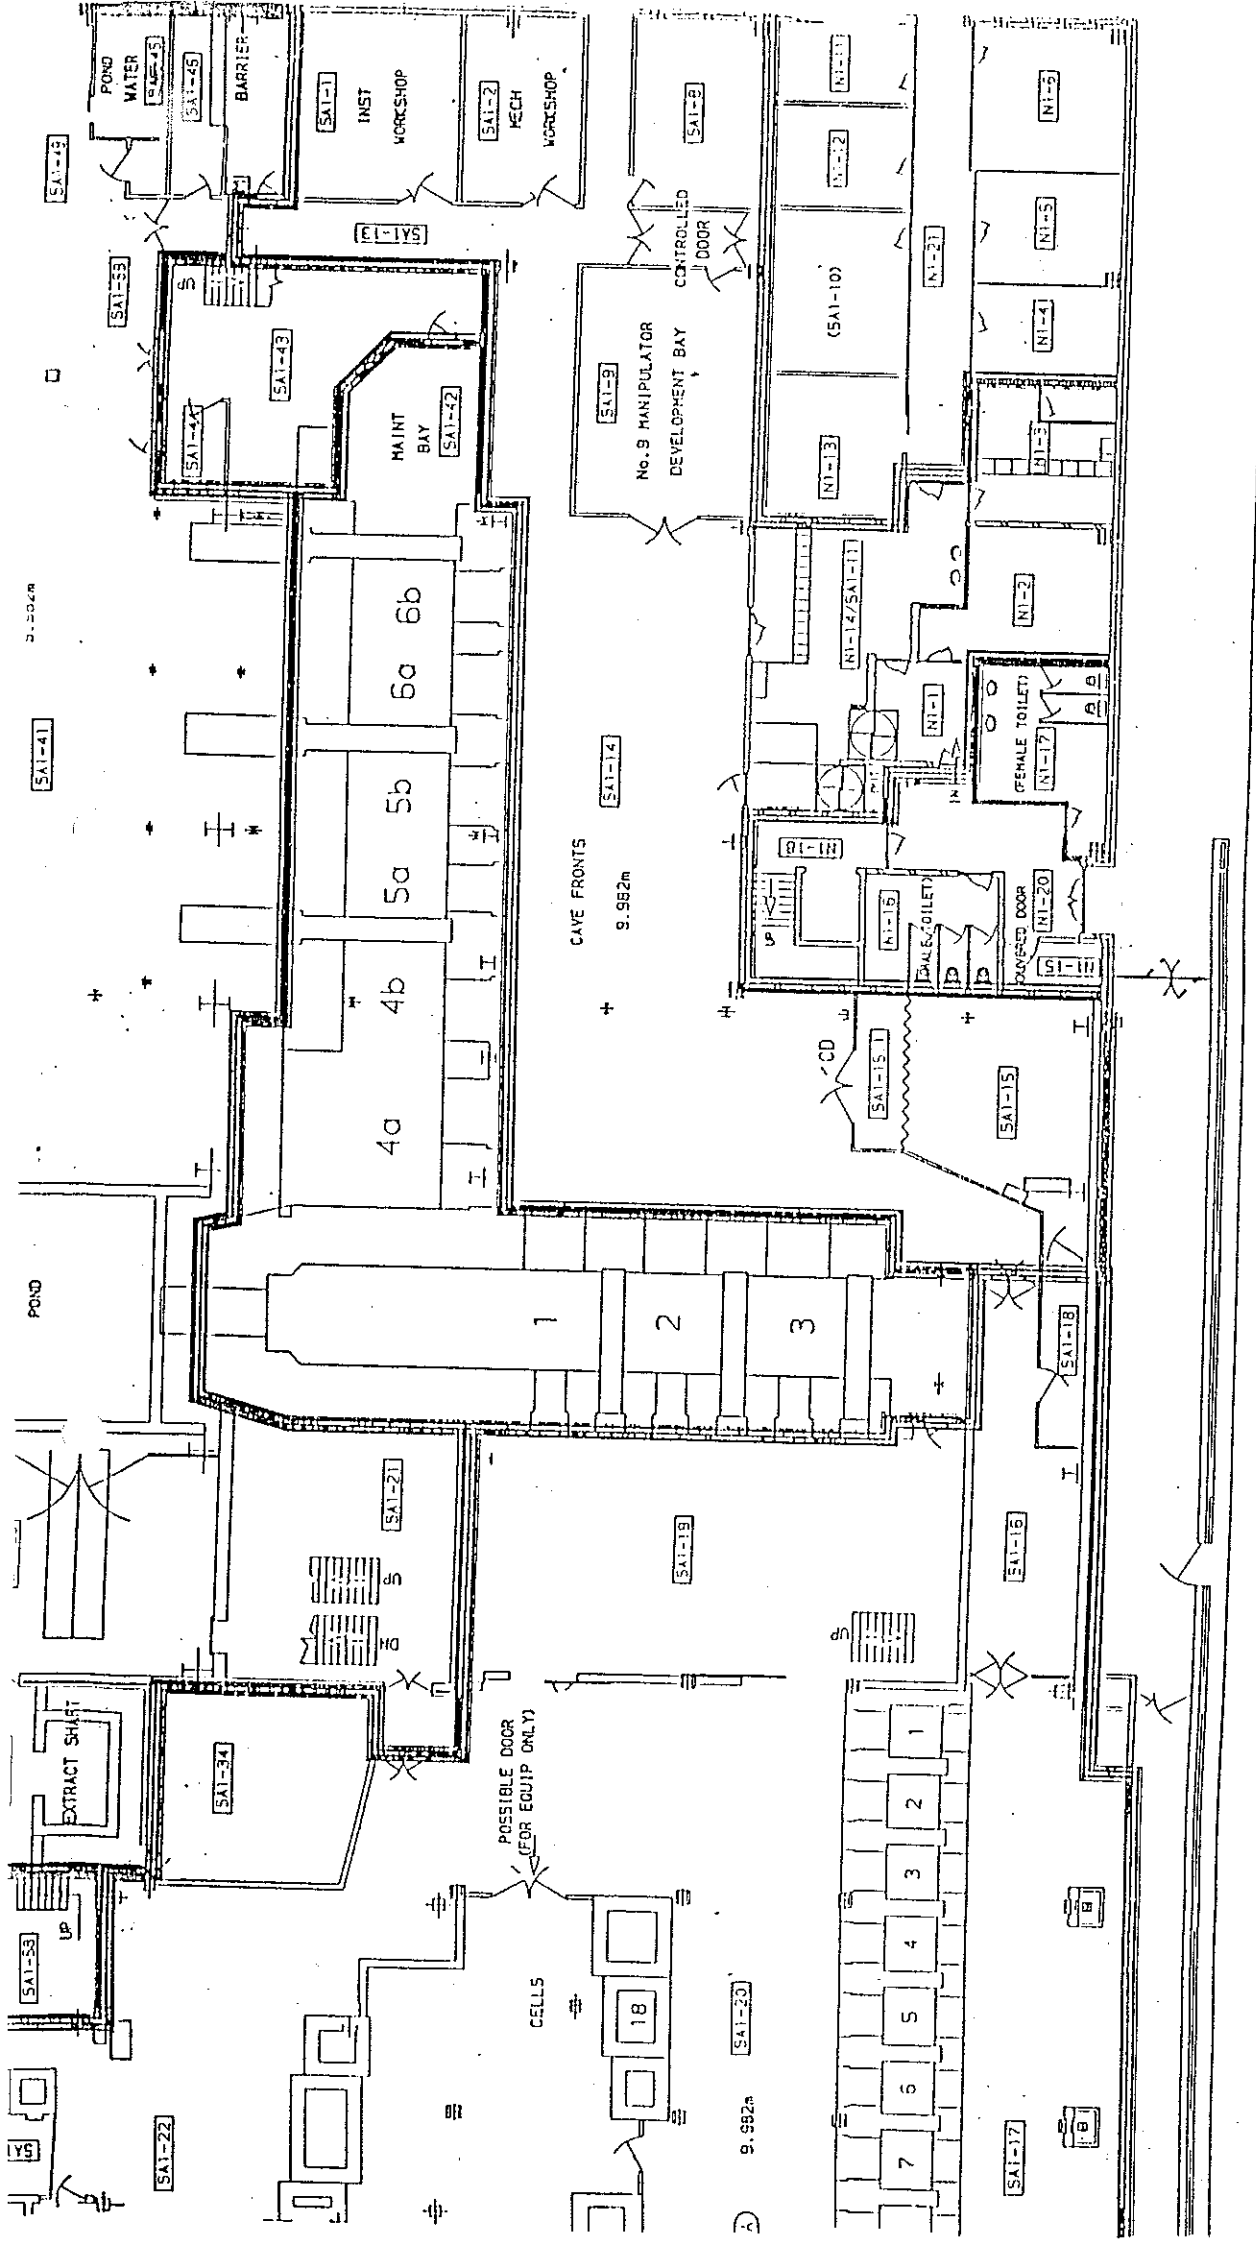 POND
WATER
SA1-45
BARRIER
SA1-49
SA1-1
INST
WORKSHOP
SA1-2
MECH
WORKSHOP
SA1-8
N1-11
N1-12
N1-6
SA1-13
CONTROLLED
DOOR
N1-5
N1-21
(SA1-10)
N1-4
SA1-43
SA1-44
MAINT
BAY
SA1-42
SA1-9
No.9 MANIPULATOR
DEVELOPMENT BAY
N1-13
N1-3
N1-14/SA1-11
N1-2
6b
6a
5b
5a
4b
4a
SA1-41
SA1-14
CAVE FRONTS
9.982m
N1-1
(FEMALE TOILET)
N1-17
N1-18
UP
N1-16
(MALE TOILET)
LOUVERED DOOR
N1-20
N1-15
CD
SA1-15.1
SA1-15
POND
1
2
3
SA1-18
SA1-21
UP
DN
SA1-19
UP
SA1-16
EXTRACT SHAFT
SA1-34
POSSIBLE DOOR
(FOR EQUIP ONLY)
SA1-53
UP
CELLS
18
SA1-20
9.982m
SA1-22
1
2
3
4
5
6
7
SA1-17
A